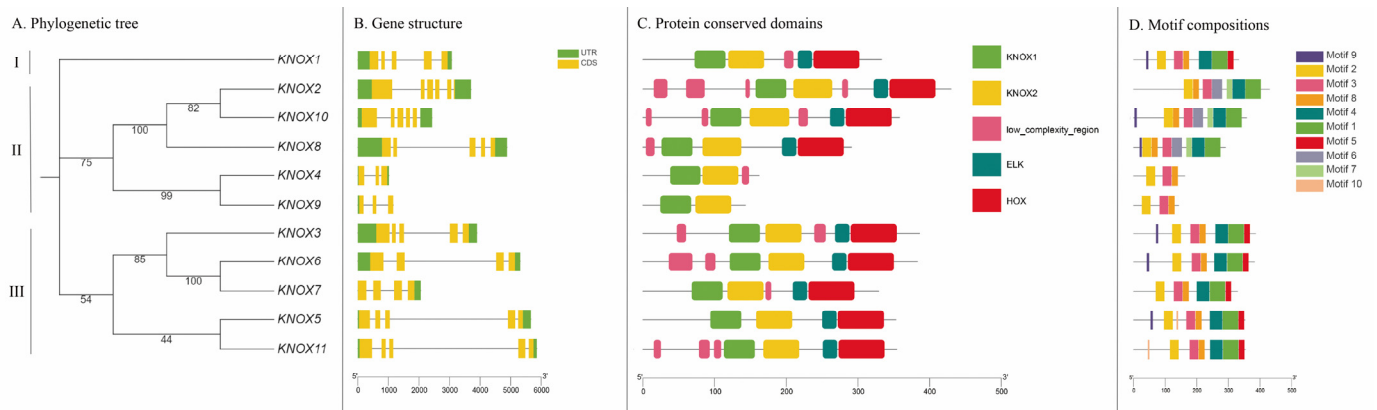 A. Phylogenetic tree
I
II
III
KNOX1
KNOX2
KNOX10
KNOX8
KNOX4
KNOX9
KNOX3
KNOX6
KNOX7
KNOX5
KNOX11
82
100
75
99
85
100
54
44
B. Gene structure
UTR
CDS
5' 3'
0 1000 2000 3000 4000 5000 6000
C. Protein conserved domains
KNOX1
KNOX2
low_complexity_region
ELK
HOX
5' 3'
0 100 200 300 400 500
D. Motif compositions
Motif 9
Motif 2
Motif 3
Motif 8
Motif 4
Motif 1
Motif 5
Motif 6
Motif 7
Motif 10
5' 3'
0 100 200 300 400 500